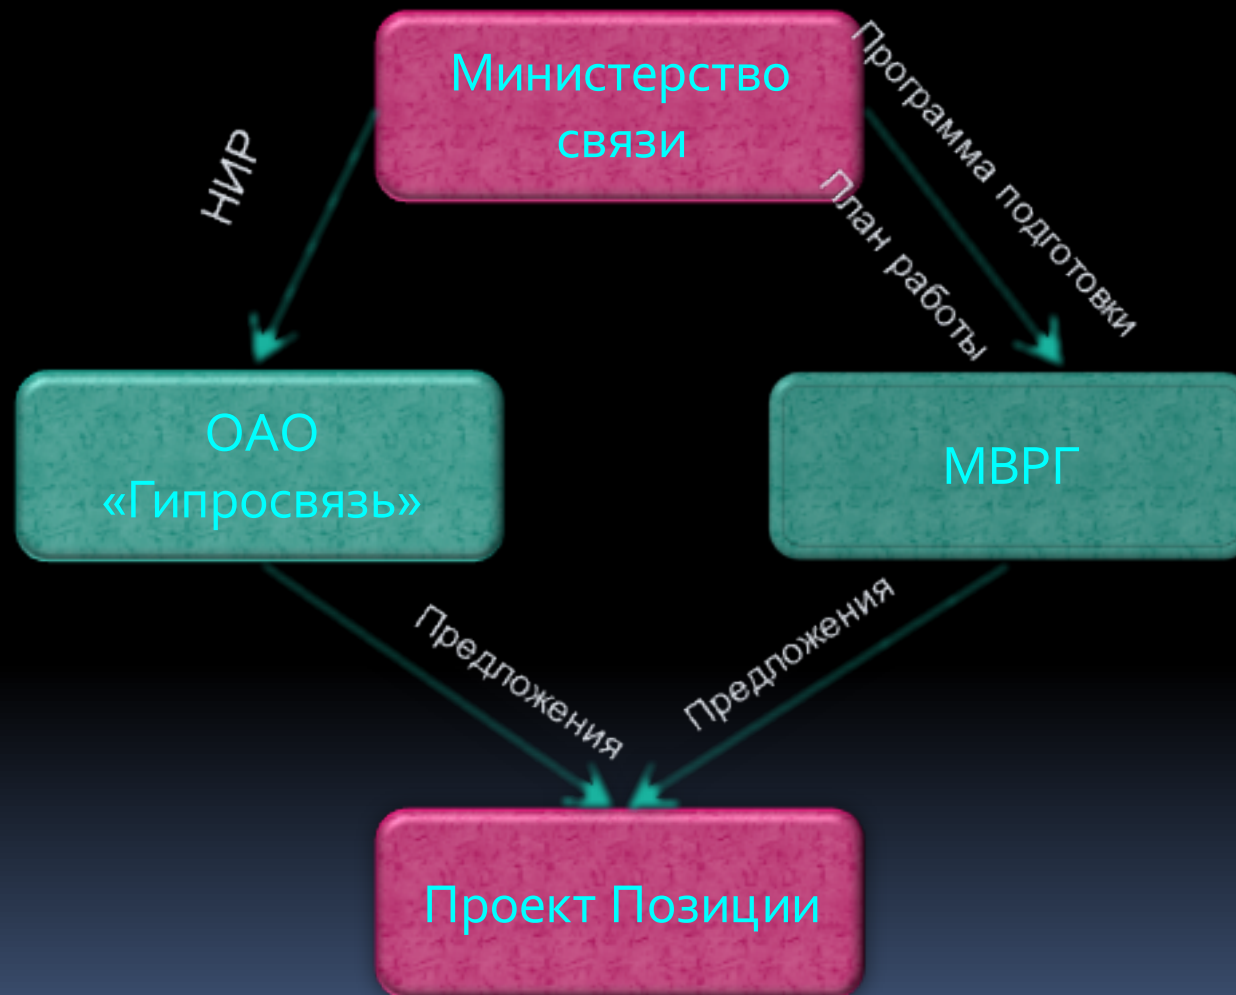 Министерство
связи
НИР
Программа подготовки
План работы
ОАО
«Гипросвязь»
МВРГ
Предложения
Предложения
Проект Позиции